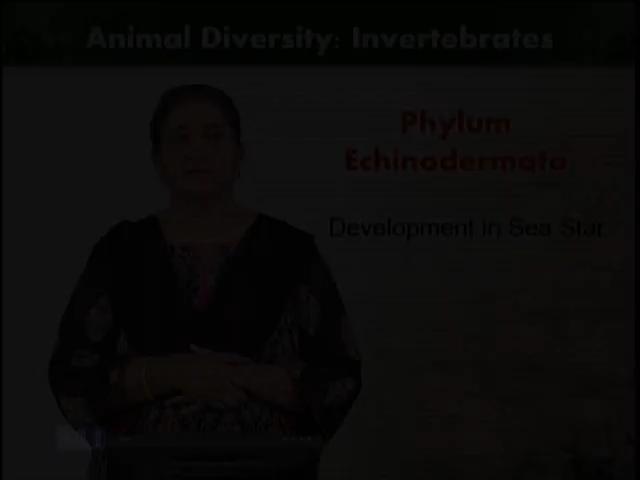 Animal Diversity: Invertebrates
Phylum
Echinodermata
Development in Sea Star